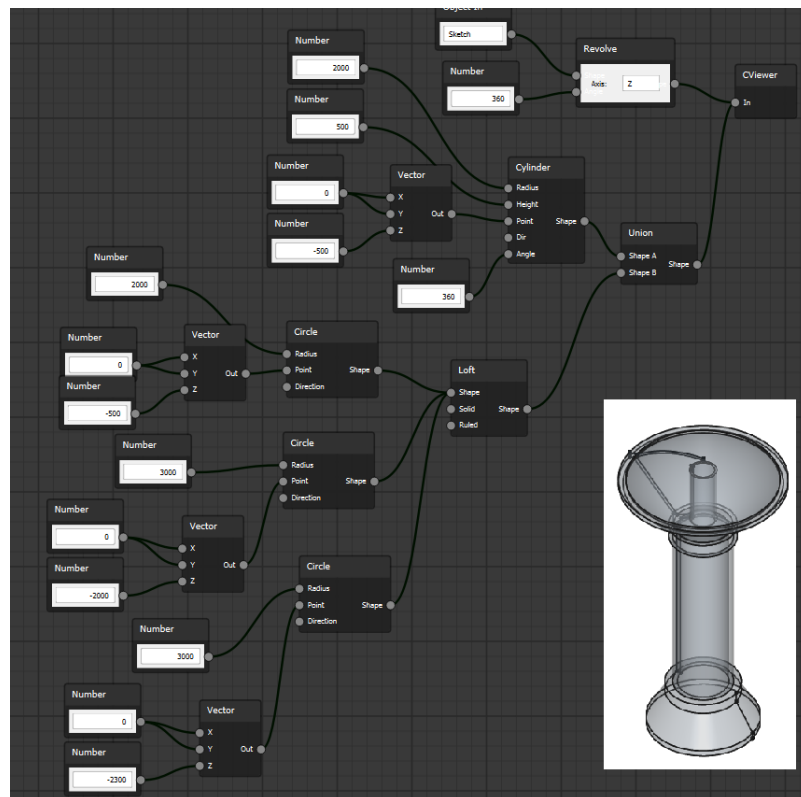 Object In
Sketch
Number
2000
Revolve
Axis:
Z
Number
360
CViewer
In
Number
500
Number
0
Number
-500
Vector
X
Y
Z
Out
Cylinder
Radius
Height
Point
Dir
Angle
Shape
Number
360
Union
Shape A
Shape B
Shape
Number
2000
Number
0
Number
-500
Vector
X
Y
Z
Out
Circle
Radius
Point
Direction
Shape
Loft
Shape
Solid
Ruled
Shape
Number
3000
Circle
Radius
Point
Direction
Shape
Number
0
Number
-2000
Vector
X
Y
Z
Out
Circle
Radius
Point
Direction
Shape
Number
3000
Number
0
Number
-2300
Vector
X
Y
Z
Out